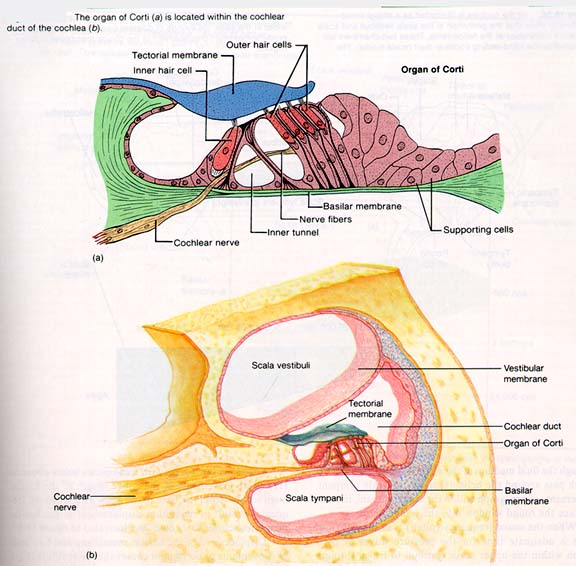 The organ of Corti (a) is located within the cochlear
duct of the cochlea (b).
Outer hair cells
Tectorial membrane
Inner hair cell
Organ of Corti
Basilar membrane
Nerve fibers
Supporting cells
Inner tunnel
Cochlear nerve
(a)
Scala vestibuli
Vestibular
membrane
Tectorial
membrane
Cochlear duct
Organ of Corti
Cochlear
nerve
Scala tympani
Basilar
membrane
(b)